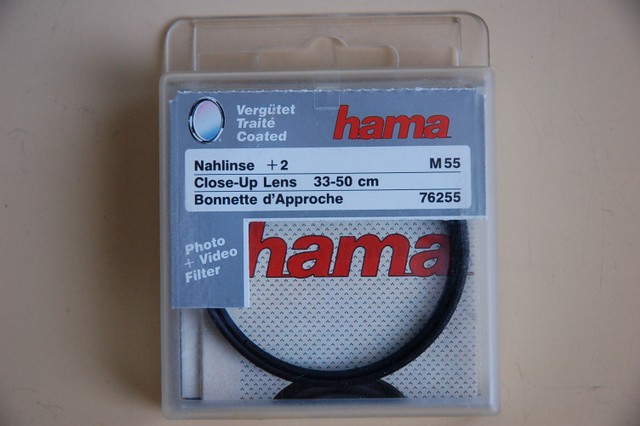 Vergütet
Traité
Coated
hama
Nahlinse +2 M 55
Close-Up Lens 33-50 cm
Bonnette d'Approche 76255
Photo
+ Video
Filter
hama